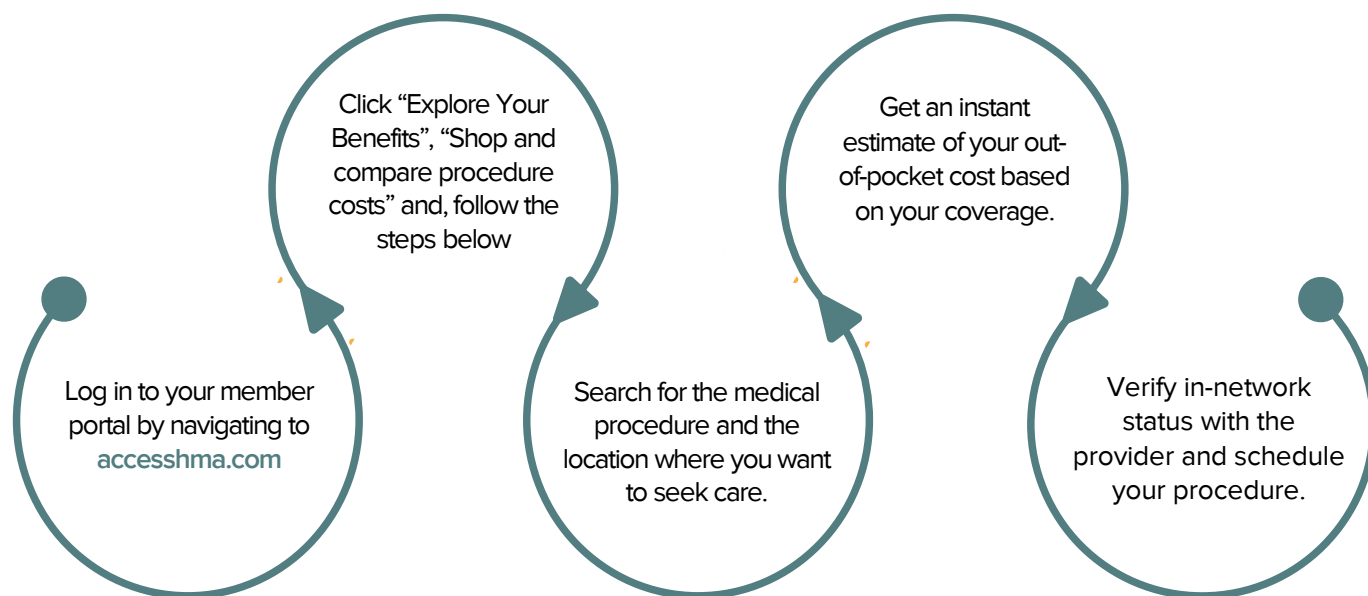 Log in to your member
portal by navigating to
accesshma.com
Click “Explore Your
Benefits”, “Shop and
compare procedure
costs” and, follow the
steps below
Search for the medical
procedure and the
location where you want
to seek care.
Get an instant
estimate of your out-
of-pocket cost based
on your coverage.
Verify in-network
status with the
provider and schedule
your procedure.